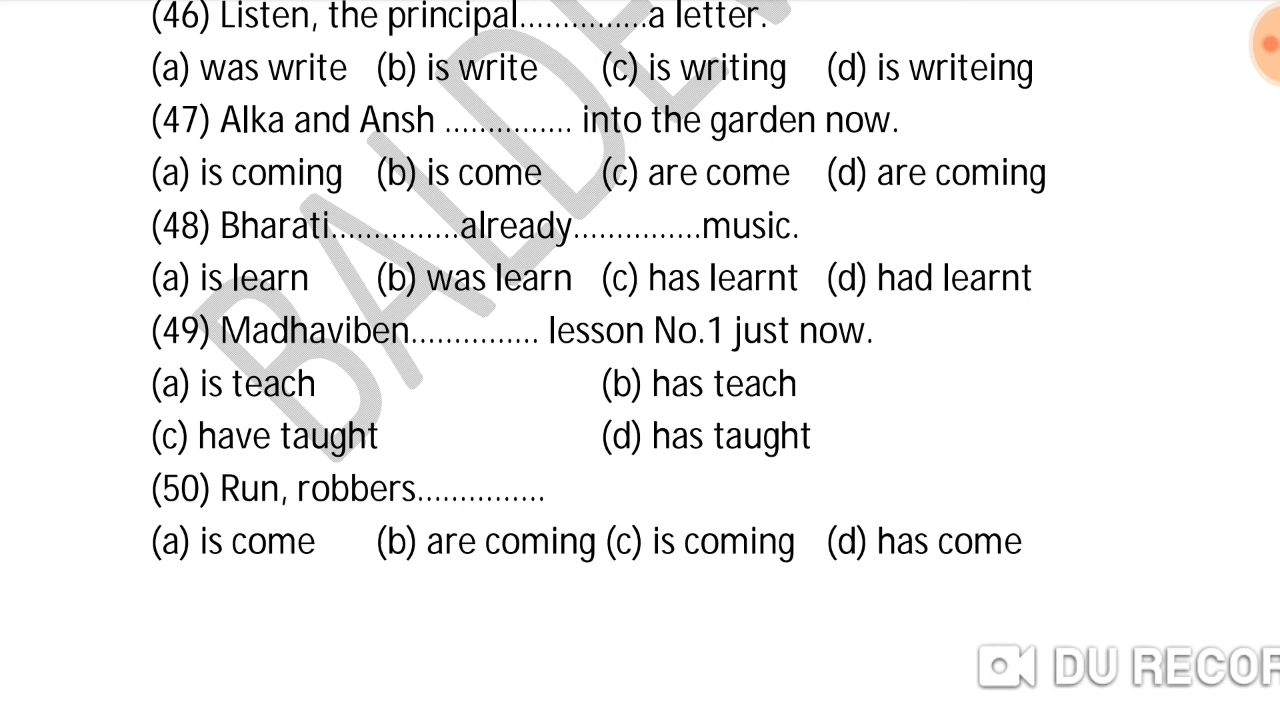 (46) Listen, the principal...............a letter.
(a) was write (b) is write (c) is writing (d) is writeing
(47) Alka and Ansh ............... into the garden now.
(a) is coming (b) is come (c) are come (d) are coming
(48) Bharati...............already...............music.
(a) is learn (b) was learn (c) has learnt (d) had learnt
(49) Madhaviben............... lesson No.1 just now.
(a) is teach (b) has teach
(c) have taught (d) has taught
(50) Run, robbers...............
(a) is come (b) are coming (c) is coming (d) has come
DU RECOR